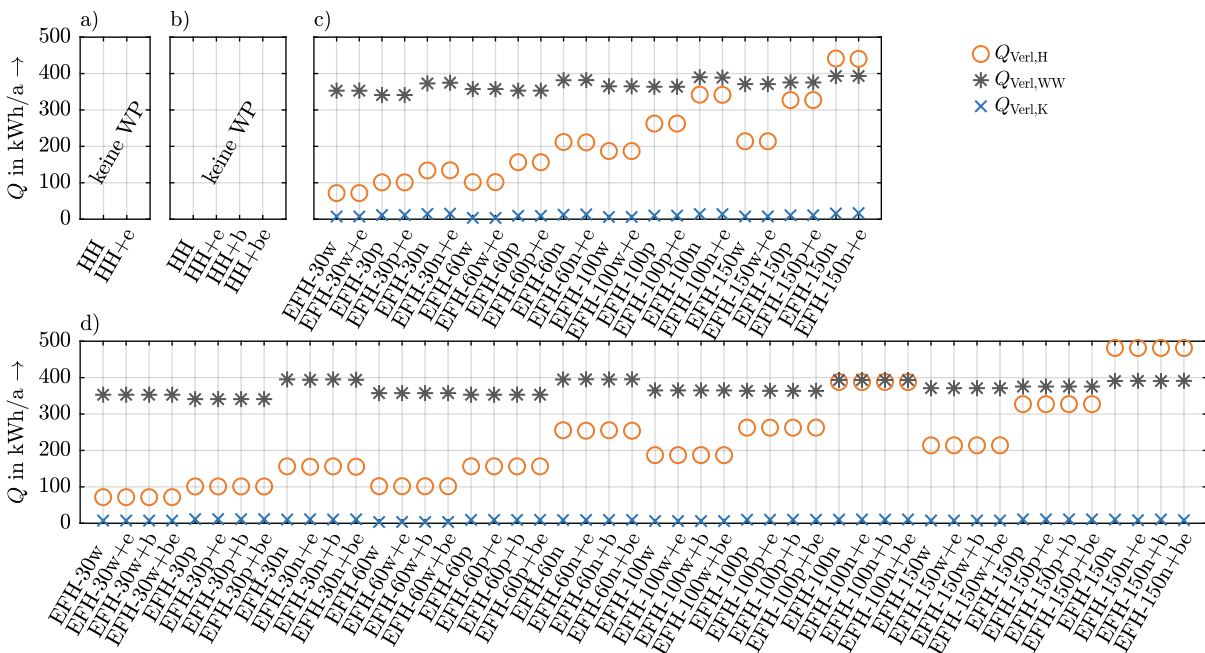 a)
b)
c)
Q in kWh/a →
500
400
300
200
100
0
keine WP
keine WP
Q_Verl,H
Q_Verl,WW
Q_Verl,K
HH
HH+e
HH
HH+e
HH+b
HH+be
EFH-30w
EFH-30w+e
EFH-30p
EFH-30p+e
EFH-30n
EFH-30n+e
EFH-60w
EFH-60w+e
EFH-60p
EFH-60p+e
EFH-60n
EFH-60n+e
EFH-100w
EFH-100w+e
EFH-100p
EFH-100p+e
EFH-100n
EFH-100n+e
EFH-150w
EFH-150w+e
EFH-150p
EFH-150p+e
EFH-150n
EFH-150n+e
d)
Q in kWh/a →
500
400
300
200
100
0
EFH-30w
EFH-30w+e
EFH-30w+b
EFH-30w+be
EFH-30p
EFH-30p+e
EFH-30p+b
EFH-30p+be
EFH-30n
EFH-30n+e
EFH-30n+b
EFH-30n+be
EFH-60w
EFH-60w+e
EFH-60w+b
EFH-60w+be
EFH-60p
EFH-60p+e
EFH-60p+b
EFH-60p+be
EFH-60n
EFH-60n+e
EFH-60n+b
EFH-60n+be
EFH-100w
EFH-100w+e
EFH-100w+b
EFH-100w+be
EFH-100p
EFH-100p+e
EFH-100p+b
EFH-100p+be
EFH-100n
EFH-100n+e
EFH-100n+b
EFH-100n+be
EFH-150w
EFH-150w+e
EFH-150w+b
EFH-150w+be
EFH-150p
EFH-150p+e
EFH-150p+b
EFH-150p+be
EFH-150n
EFH-150n+e
EFH-150n+b
EFH-150n+be